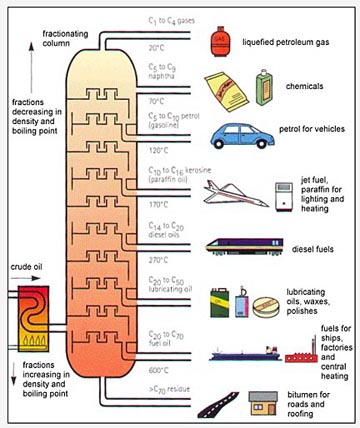 fractionating
column
C1 to C4 gases
20°C
liquefied petroleum gas
fractions
decreasing in
density and
boiling point
C5 to C9
naphtha
70°C
chemicals
C5 to C10 petrol
(gasoline)
120°C
petrol for vehicles
C10 to C16 kerosine
(paraffin oil)
170°C
jet fuel,
paraffin for
lighting and
heating
C14 to C20
diesel oils
270°C
diesel fuels
crude oil
C20 to C50
lubricating oil
lubricating
oils, waxes,
polishes
fractions
increasing in
density and
boiling point
C20 to C70
fuel oil
600°C
fuels for
ships,
factories
and central
heating
>C70 residue
bitumen for
roads and
roofing